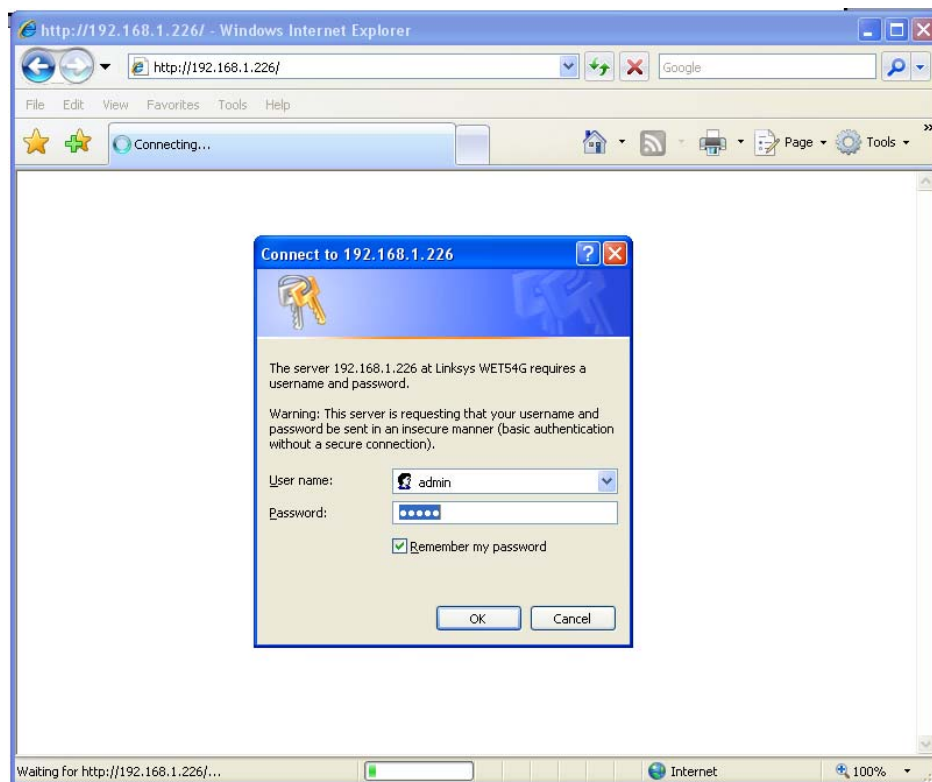 http://192.168.1.226/ - Windows Internet Explorer
http://192.168.1.226/
Google
File Edit View Favorites Tools Help
Connecting...
Page
Tools
»
Connect to 192.168.1.226
The server 192.168.1.226 at Linksys WET54G requires a
username and password.
Warning: This server is requesting that your username and
password be sent in an insecure manner (basic authentication
without a secure connection).
User name:
admin
Password:
●●●●●
Remember my password
OK
Cancel
Waiting for http://192.168.1.226/...
Internet
100%